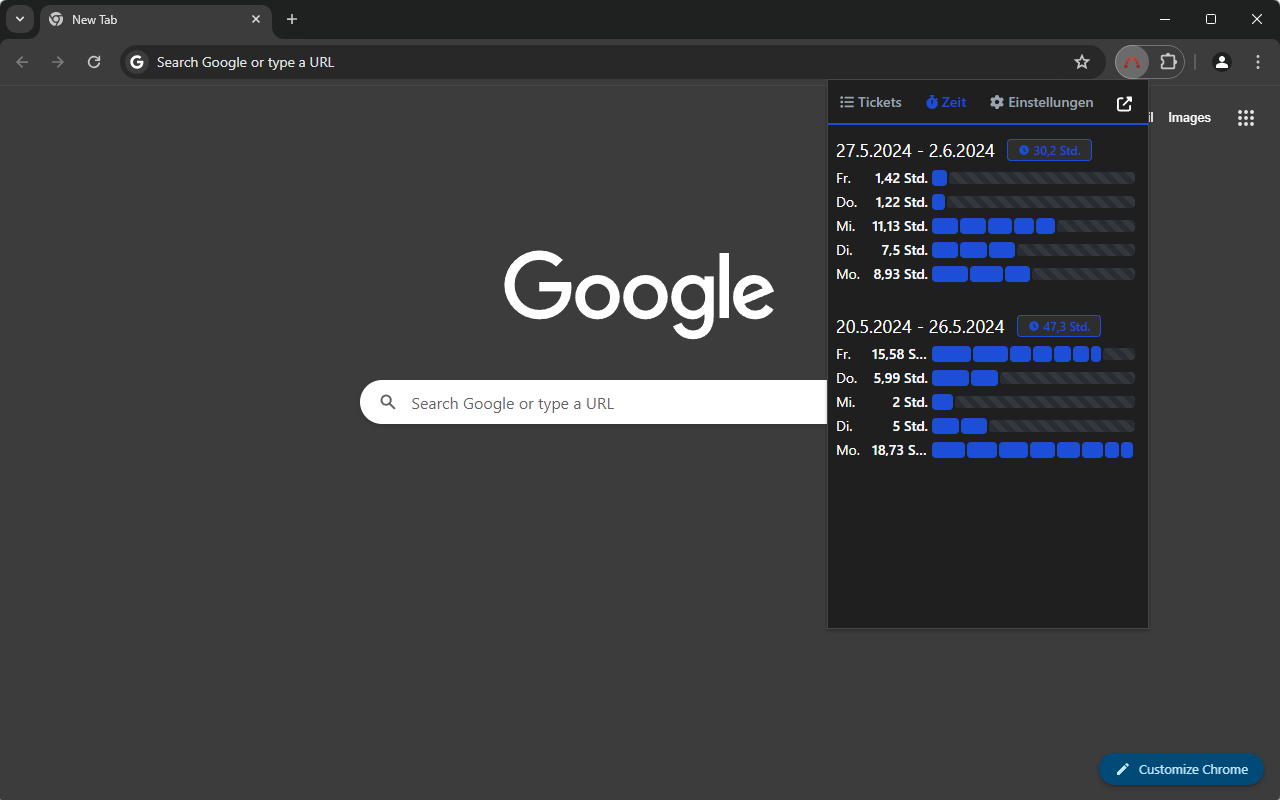 New Tab
Search Google or type a URL
Tickets Zeit Einstellungen
il Images
27.5.2024 - 2.6.2024 30,2 Std.
Fr. 1,42 Std.
Do. 1,22 Std.
Mi. 11,13 Std.
Di. 7,5 Std.
Mo. 8,93 Std.
Google
20.5.2024 - 26.5.2024 47,3 Std.
Fr. 15,58 S...
Do. 5,99 Std.
Mi. 2 Std.
Di. 5 Std.
Mo. 18,73 S...
Search Google or type a URL
Customize Chrome